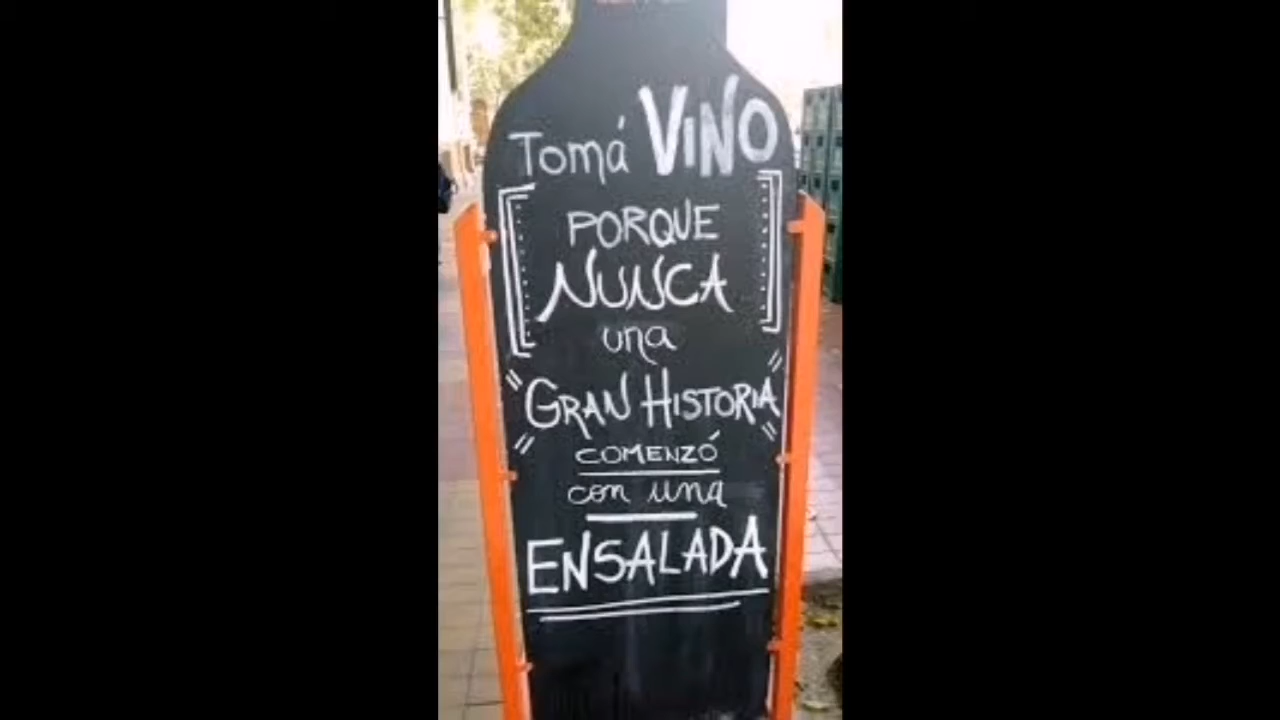 Tomá VINO
PORQUE
NUNCA
una
"GRAN HISTORIA"
COMENZÓ
con una
ENSALADA